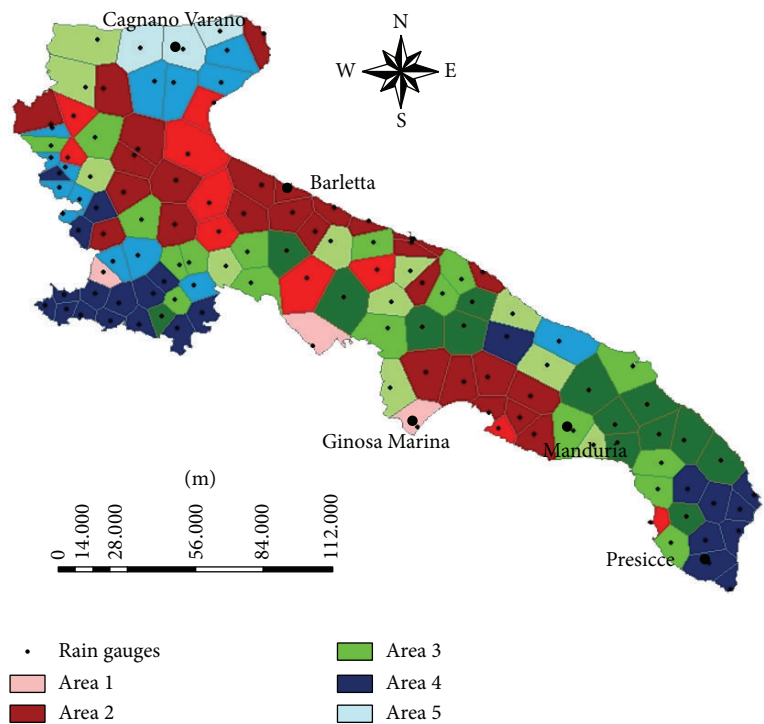 Cagnano Varano
N
W
E
S
Barletta
Ginosa Marina
Manduria
(m)
0
14.000
28.000
56.000
84.000
112.000
Presicce
Rain gauges
Area 1
Area 2
Area 3
Area 4
Area 5